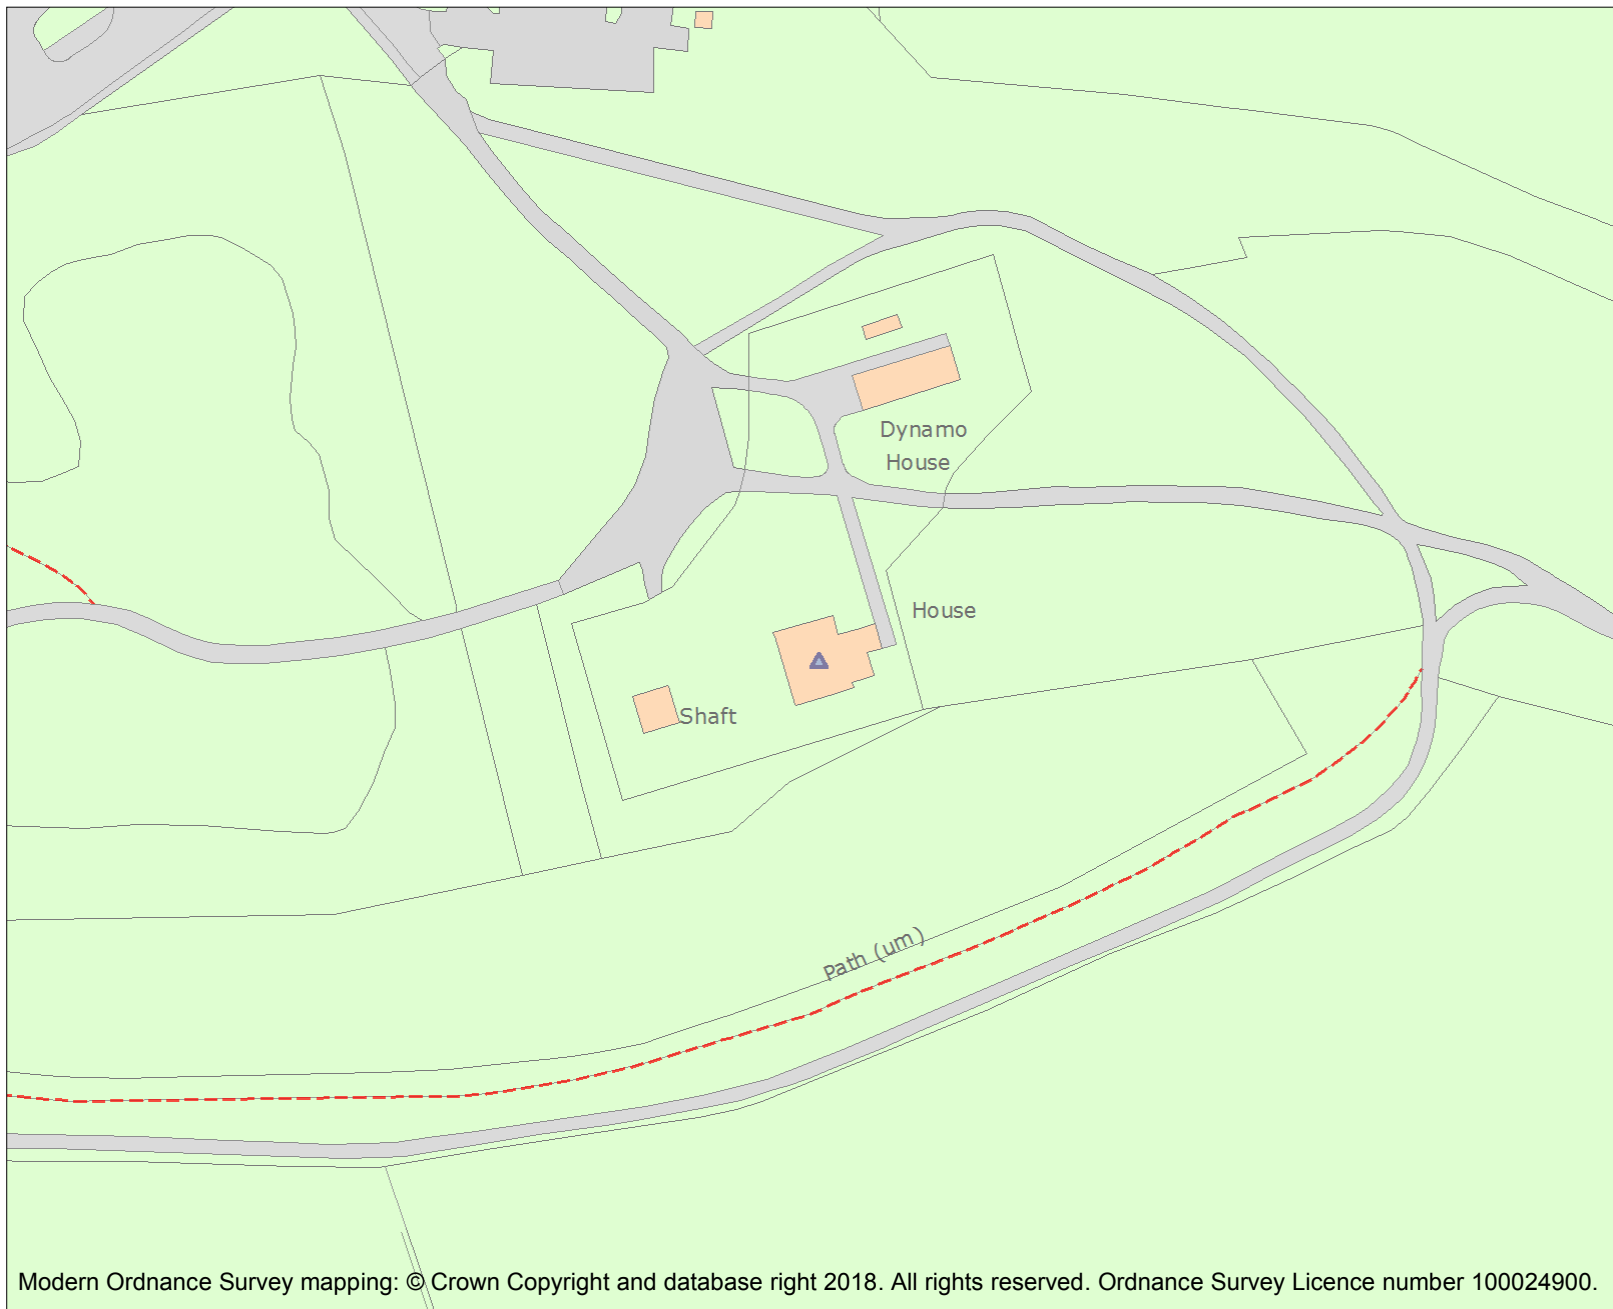 Dynamo
House
House
Shaft
Path (um)
Modern Ordnance Survey mapping: © Crown Copyright and database right 2018. All rights reserved. Ordnance Survey Licence number 100024900.